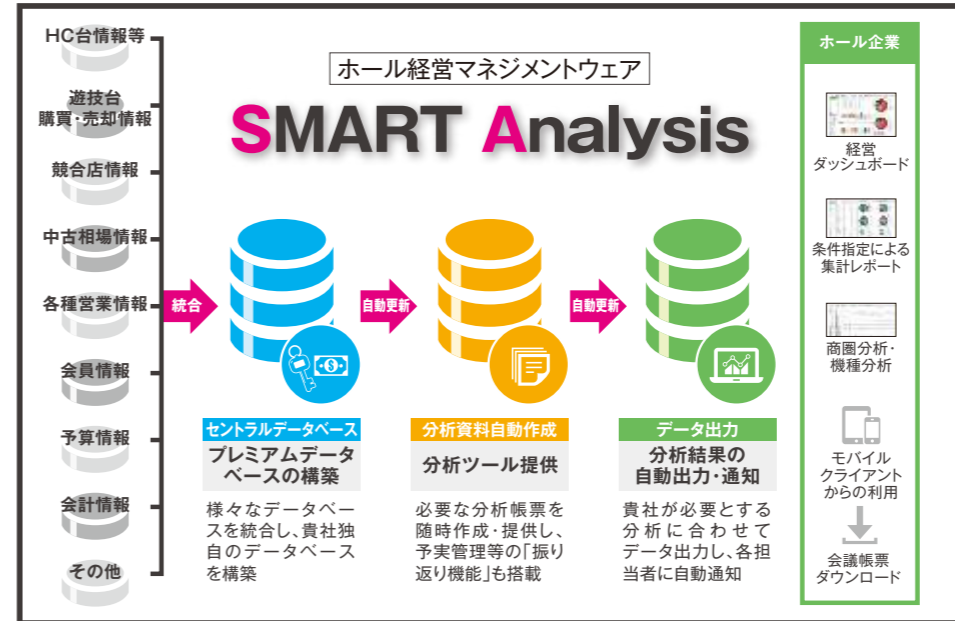 HC台情報等
遊技台
購買・売却情報
競合店情報
中古相場情報
各種営業情報
会員情報
予算情報
会計情報
その他
ホール経営マネジメントウェア
SMART Analysis
統合
自動更新
自動更新
セントラルデータベース
プレミアムデータ
ベースの構築
様々なデータベー
スを統合し、貴社独
自のデータベース
を構築
分析資料自動作成
分析ツール提供
必要な分析帳票を
随時作成・提供し、
予実管理等の「振り
返り機能」も搭載
データ出力
分析結果の
自動出力・通知
貴社が必要とする
分析に合わせて
データ出力し、各担
当者に自動通知
ホール企業
経営
ダッシュボード
条件指定による
集計レポート
商圏分析・
機種分析
モバイル
クライアント
からの利用
会議帳票
ダウンロード